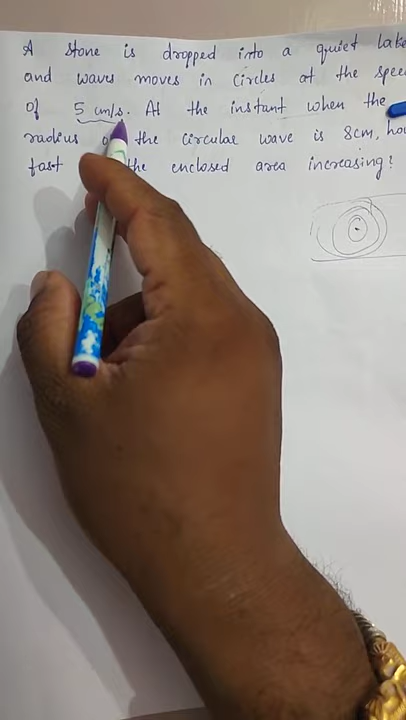 A stone is dropped into a quiet lake
and waves moves in circles at the speed
of 5 cm/s. At the instant when the
radius the circular wave is 8cm, how
fast the enclosed area increasing?